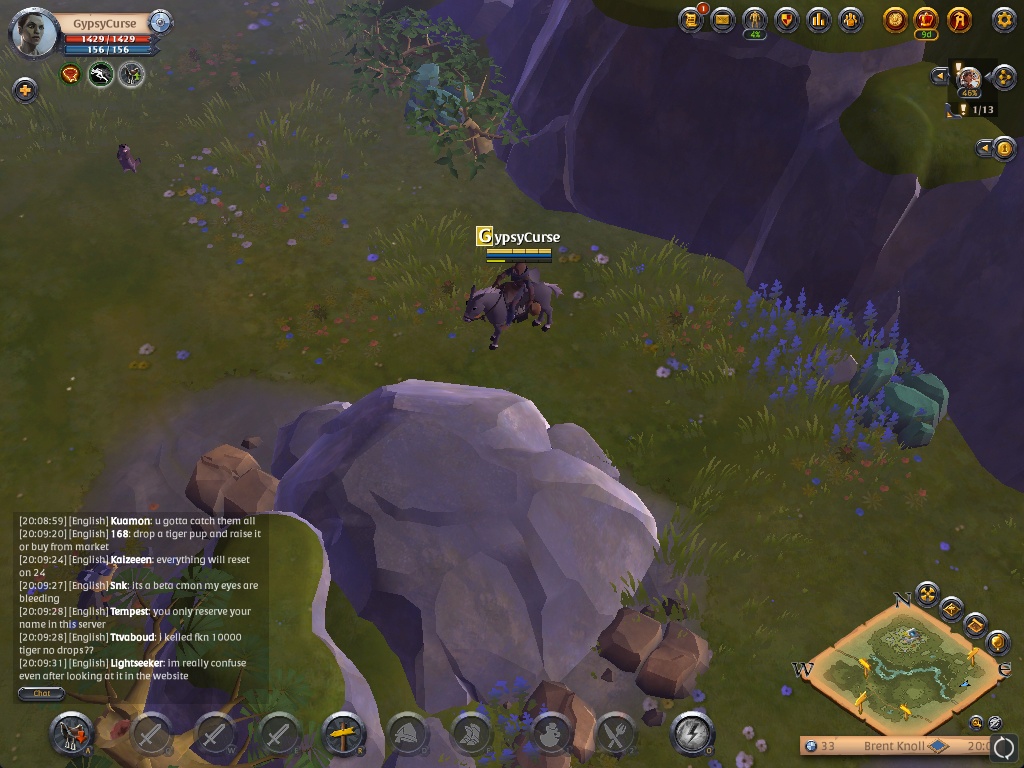 GypsyCurse
1429 / 1429
156 / 156
1
4%
9d
46%
1/13
GypsyCurse
[20:08:59] [English] Kuamon: u gotta catch them all
[20:09:20] [English] 168: drop a tiger pup and raise it
or buy from market
[20:09:24] [English] Kaizeeen: everything will reset
on 24
[20:09:27] [English] Snk: its a beta cmon my eyes are
bleeding
[20:09:28] [English] Tempest: you only reserve your
name in this server
[20:09:28] [English] Ttvaboud: i kelled fkn 10000
tiger no drops??
[20:09:31] [English] Lightseeker: im really confuse
even after looking at it in the website
Chat
N
W
E
A
W
R
33 Brent Knoll 20: